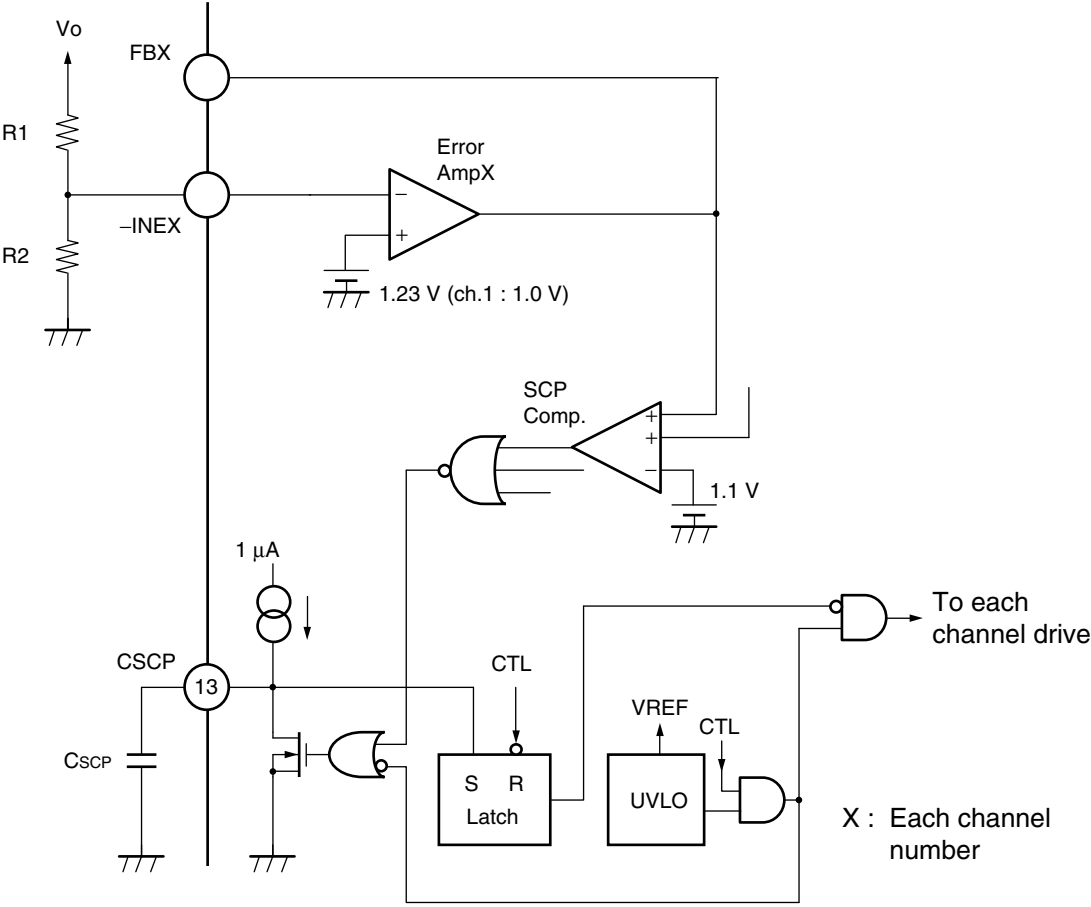 Vo
FBX
R1
Error
AmpX
−
−INEX
+
R2
1.23 V (ch.1 : 1.0 V)
SCP
Comp.
+
+
−
1.1 V
1 μA
To each
channel drive
CSCP
13
CTL
VREF
CTL
CSCP
S R
Latch
UVLO
X : Each channel
number